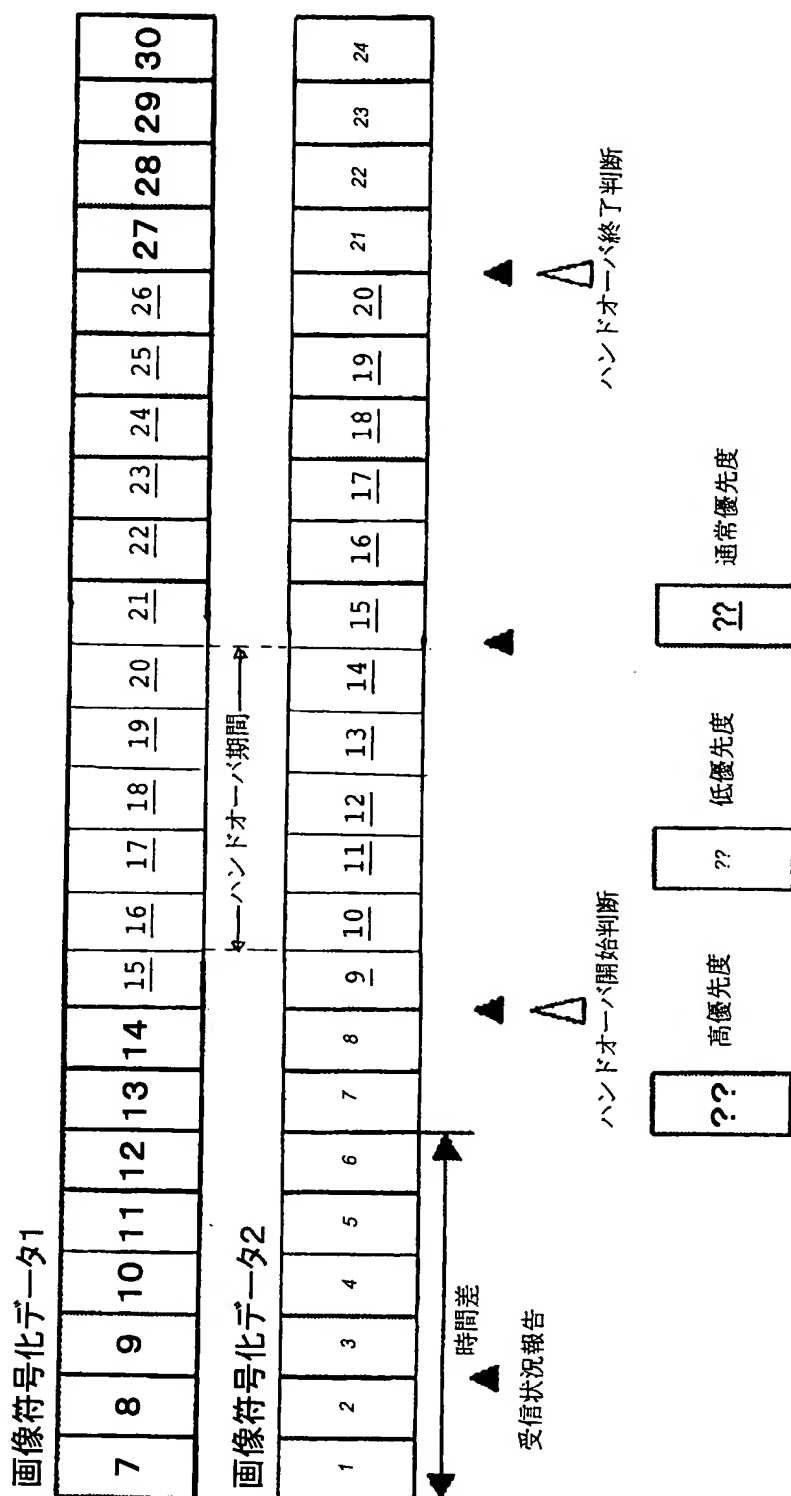 画像符号化データ1
7 8 9 10 11 12 13 14 15 16 17 18 19 20 21 22 23 24 25 26 27 28 29 30
ハンドオーバ期間
画像符号化データ2
1 2 3 4 5 6 7 8 9 10 11 12 13 14 15 16 17 18 19 20 21 22 23 24
時間差
受信状況報告
ハンドオーバ開始判断
ハンドオーバ終了判断
?? 高優先度
?? 低優先度
?? 通常優先度